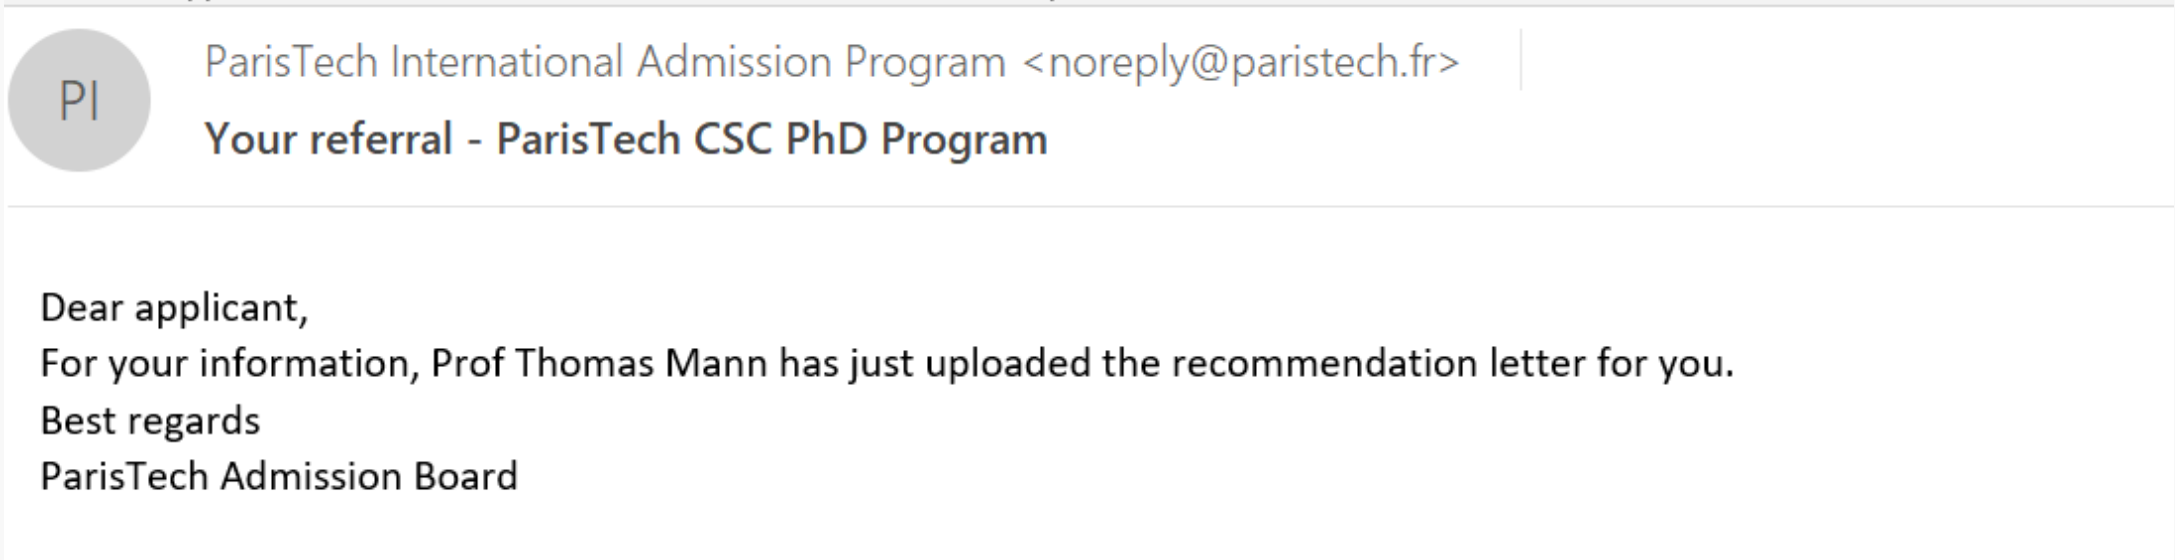 PI
ParisTech International Admission Program <noreply@paristech.fr>
Your referral - ParisTech CSC PhD Program
Dear applicant,
For your information, Prof Thomas Mann has just uploaded the recommendation letter for you.
Best regards
ParisTech Admission Board